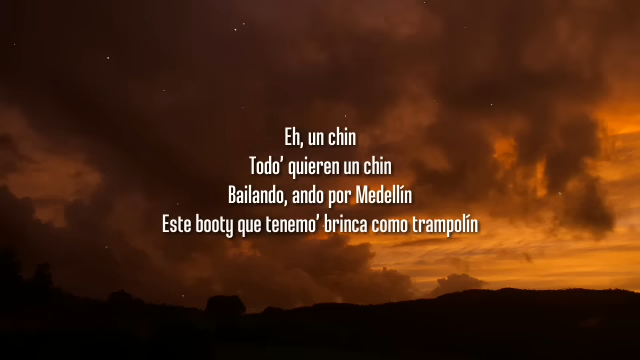 Eh, un chin
Todo' quieren un chin
Bailando, ando por Medellín
Este booty que tenemo' brinca como trampolín